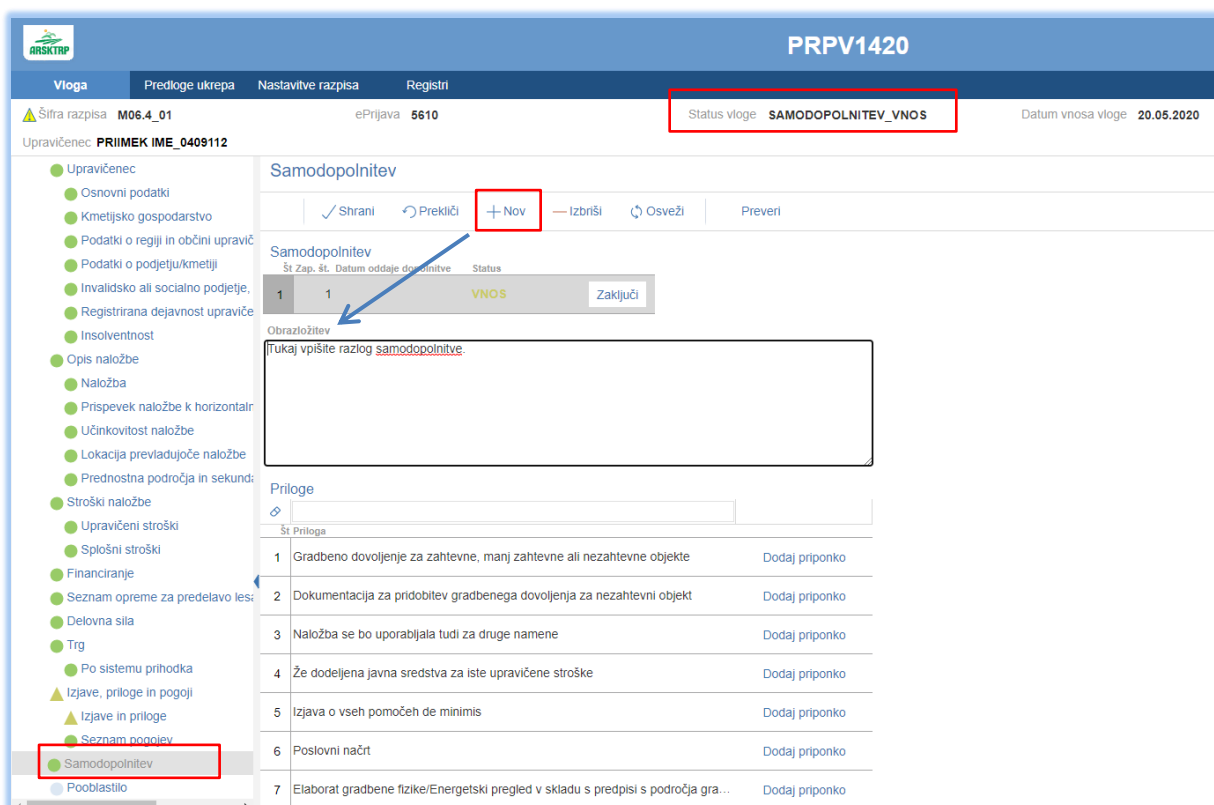 ARSKTRP
PRPV1420
Vloga Predloge ukrepa Nastavitve razpisa Registri
Šifra razpisa M06.4_01 ePrijava 5610 Status vloge SAMODOPOLNITEV_VNOS Datum vnosa vloge 20.05.2020
Upravičenec PRIIMEK IME_0409112
Upravičenec
Osnovni podatki
Kmetijsko gospodarstvo
Podatki o regiji in občini upravič
Podatki o podjetju/kmetiji
Invalidsko ali socialno podjetje,
Registrirana dejavnost upraviče
Insolventnost
Opis naložbe
Naložba
Prispevek naložbe k horizontaln
Učinkovitost naložbe
Lokacija prevladujoče naložbe
Prednostna področja in sekunda
Stroški naložbe
Upravičeni stroški
Splošni stroški
Financiranje
Seznam opreme za predelavo lesa
Delovna sila
Trg
Po sistemu prihodka
Izjave, priloge in pogoji
Izjave in priloge
Seznam pogojev
Samodopolnitev
Pooblastilo
Samodopolnitev
Shrani Prekliči Nov Izbriši Osveži Preveri
Samodopolnitev
Št Zap. št. Datum oddaje dopolnitve Status
1 1 VNOS Zaključi
Obrazložitev
Tukaj vpišite razlog samodopolnitve.
Priloge
Št Priloga
1 Gradbeno dovoljenje za zahtevne, manj zahtevne ali nezahtevne objekte Dodaj priponko
2 Dokumentacija za pridobitev gradbenega dovoljenja za nezahtevni objekt Dodaj priponko
3 Naložba se bo uporabljala tudi za druge namene Dodaj priponko
4 Že dodeljena javna sredstva za iste upravičene stroške Dodaj priponko
5 Izjava o vseh pomočeh de minimis Dodaj priponko
6 Poslovni načrt Dodaj priponko
7 Elaborat gradbene fizike/Energetski pregled v skladu s predpisi s področja gra... Dodaj priponko